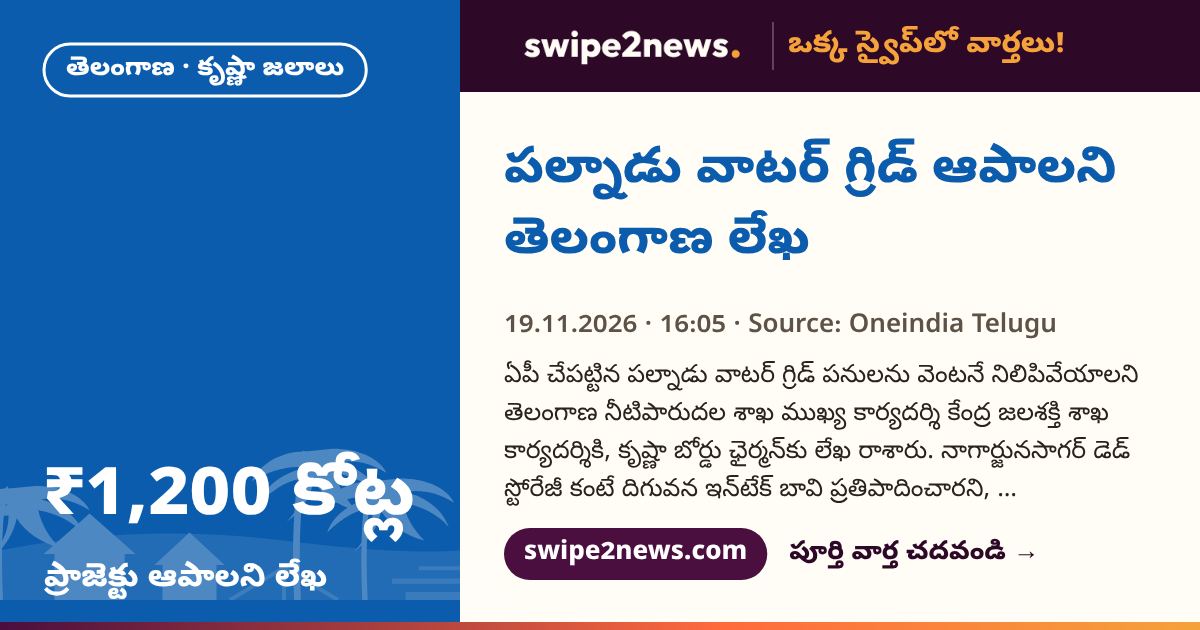 తెలంగాణ · కృష్ణా జలాలు
₹1,200 కోట్ల
ప్రాజెక్టు ఆపాలని లేఖ
swipe2news. | ఒక్క స్వైప్‌లో వార్తలు!
పల్నాడు వాటర్ గ్రిడ్ ఆపాలని
తెలంగాణ లేఖ
19.11.2026 · 16:05 · Source: Oneindia Telugu
ఏపీ చేపట్టిన పల్నాడు వాటర్ గ్రిడ్ పనులను వెంటనే నిలిపివేయాలని
తెలంగాణ నీటిపారుదల శాఖ ముఖ్య కార్యదర్శి కేంద్ర జలశక్తి శాఖ
కార్యదర్శికి, కృష్ణా బోర్డు ఛైర్మన్‌కు లేఖ రాశారు. నాగార్జునసాగర్ డెడ్
స్టోరేజీ కంటే దిగువన ఇన్‌టేక్ బావి ప్రతిపాదించారని, ...
swipe2news.com పూర్తి వార్త చదవండి →